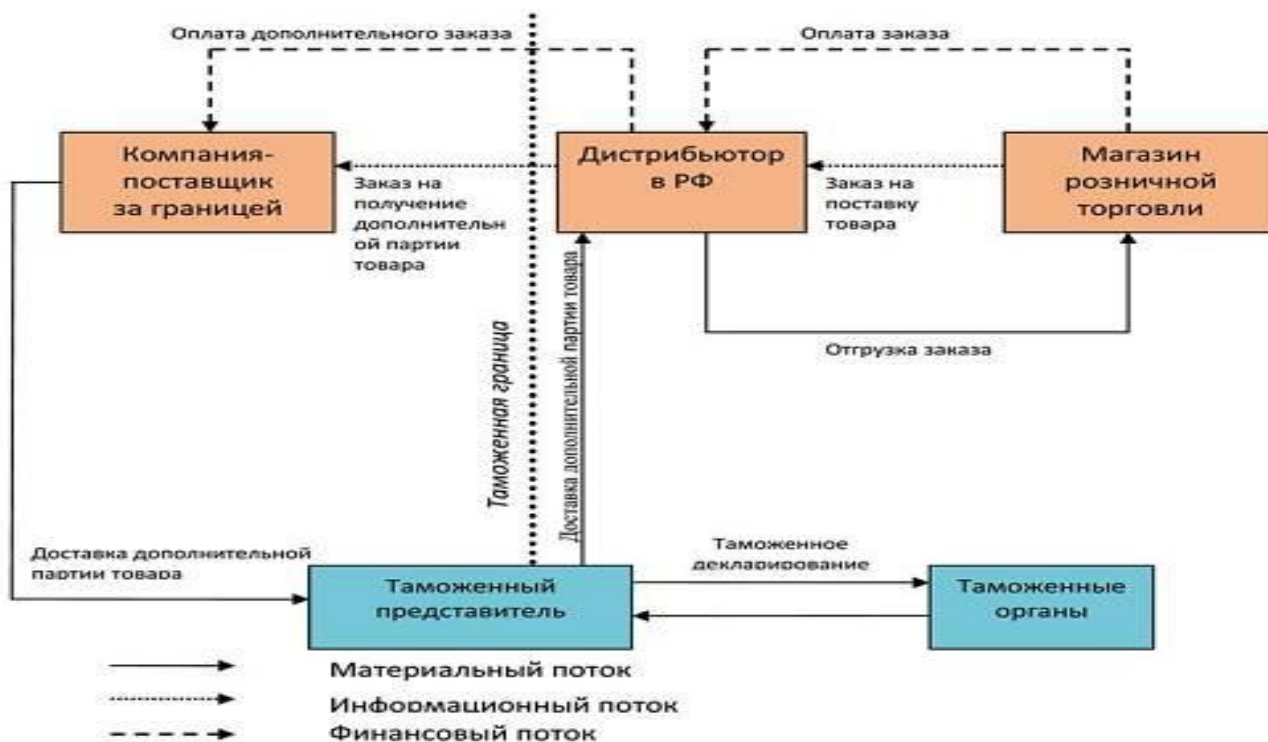 Оплата дополнительного заказа
Оплата заказа
Компания-
поставщик
за границей
Заказ на
получение
дополнительн
ой партии
товара
Дистрибьютор
в РФ
Заказ на
поставку
товара
Магазин
розничной
торговли
Таможенная граница
Доставка дополнительной партии товара
Отгрузка заказа
Доставка дополнительной
партии товара
Таможенный
представитель
Таможенное
декларирование
Таможенные
органы
Материальный поток
Информационный поток
Финансовый поток